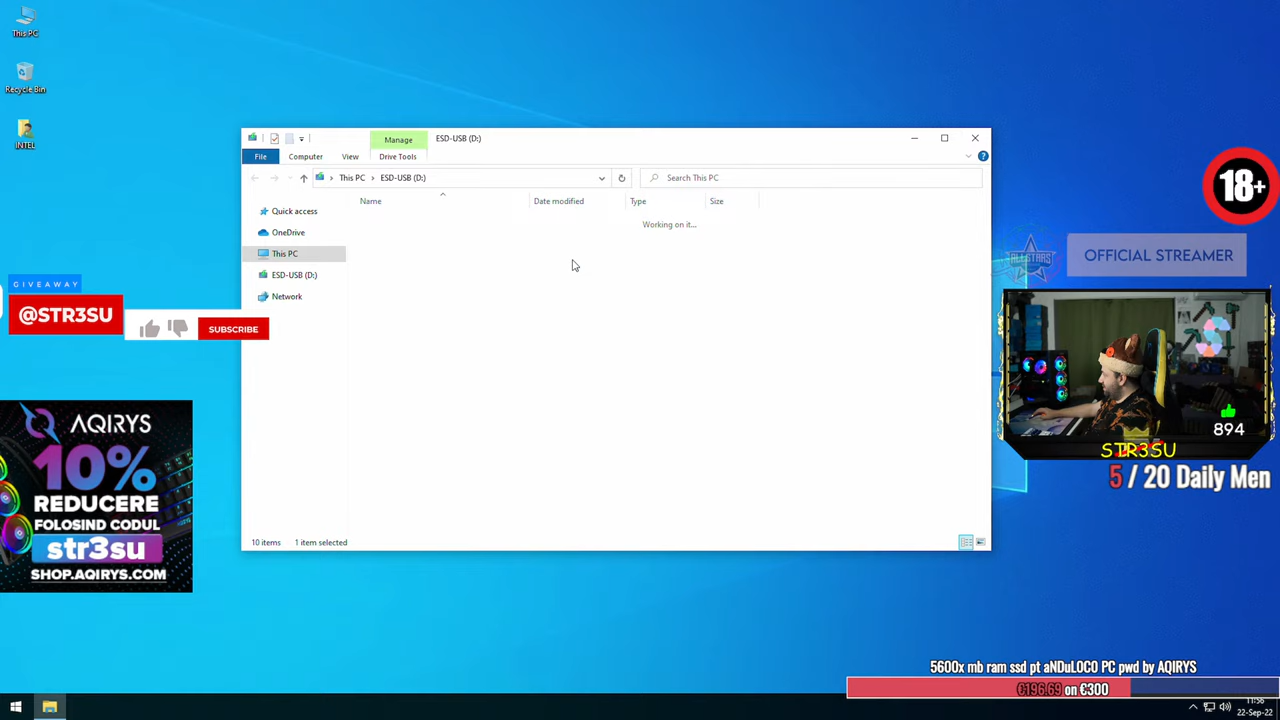 This PC
Recycle Bin
INTEL
Manage
ESD-USB (D:)
File
Computer
View
Drive Tools
This PC
ESD-USB (D:)
Search This PC
Name
Date modified
Type
Size
Working on it...
Quick access
OneDrive
This PC
ESD-USB (D:)
Network
10 items
1 item selected
GIVEAWAY
@STR3SU
SUBSCRIBE
AQIRYS
10%
REDUCERE
FOLOSIND CODUL
str3su
SHOP.AQIRYS.COM
18+
ALL STARS
OFFICIAL STREAMER
894
STR3SU
5 / 20 Daily Men
5600x mb ram ssd pt aNDuLOCO PC pwd by AQIRYS
€196.69 on €300
11:56
22-Sep-22